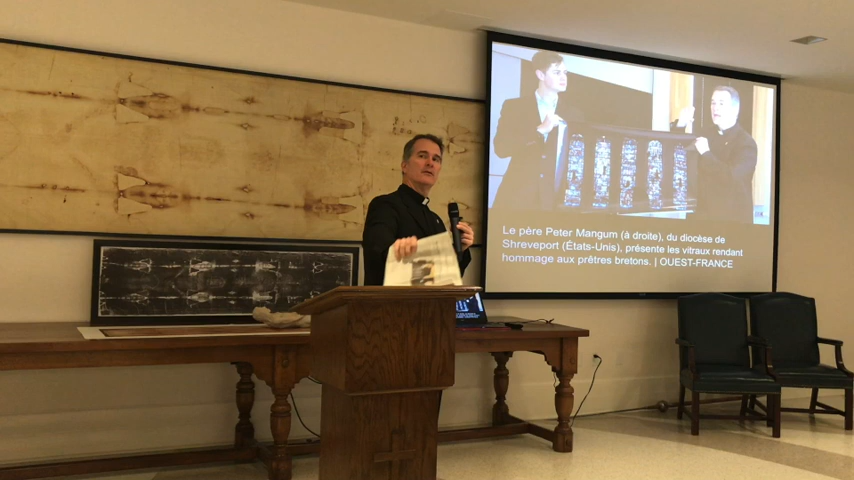 Le père Peter Mangum (à droite), du diocèse de
Shreveport (États-Unis), présente les vitraux rendant
hommage aux prêtres bretons. | OUEST-FRANCE